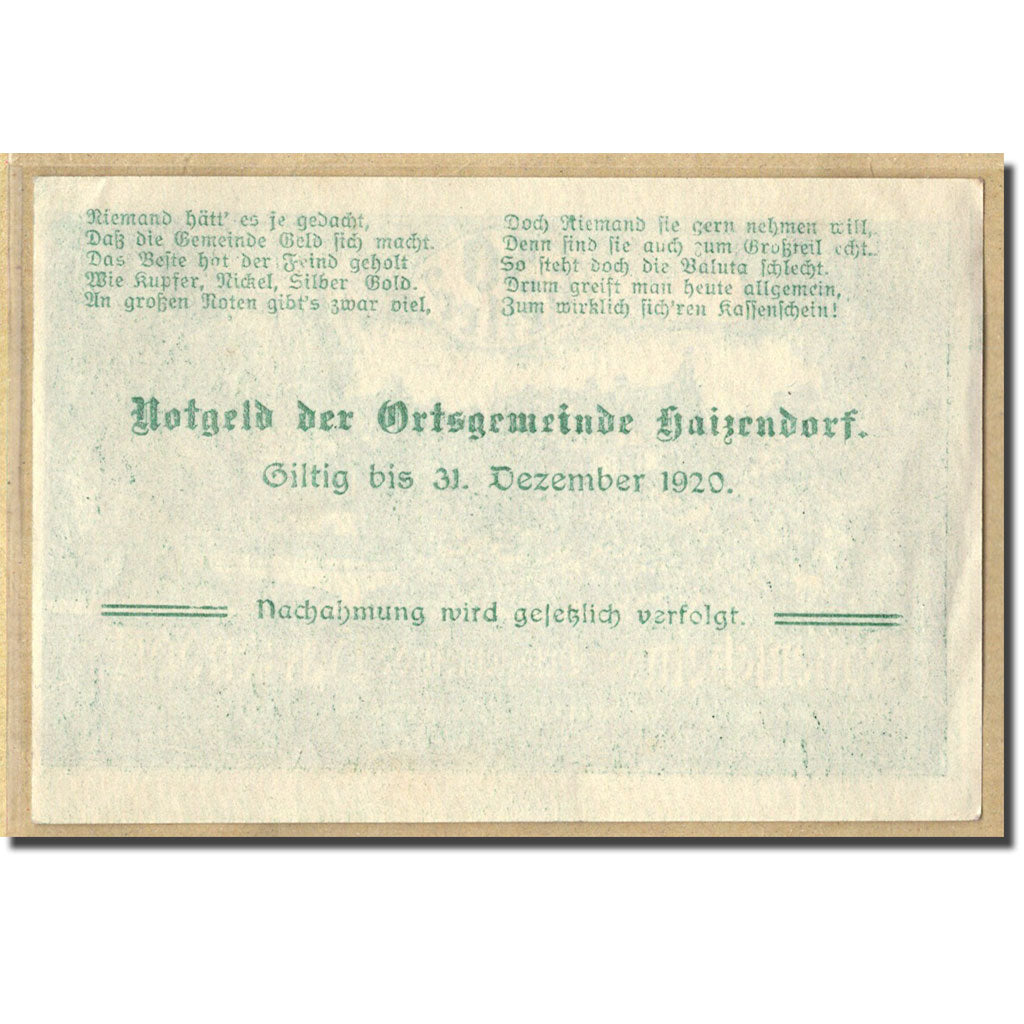 Niemand hätt' es je gedacht,
Daß die Gemeinde Geld sich macht.
Das Beste hat der Feind geholt
Wie Kupfer, Nickel, Silber Gold.
An großen Noten gibt's zwar viel,
Doch Niemand sie gern nehmen will,
Denn sind sie auch zum Großteil echt.
So steht doch die Valuta schlecht.
Drum greift man heute allgemein,
Zum wirklich sich'ren Kassenschein!
Notgeld der Ortsgemeinde Haizendorf.
Giltig bis 31. Dezember 1920.
Nachahmung wird gesetzlich verfolgt.